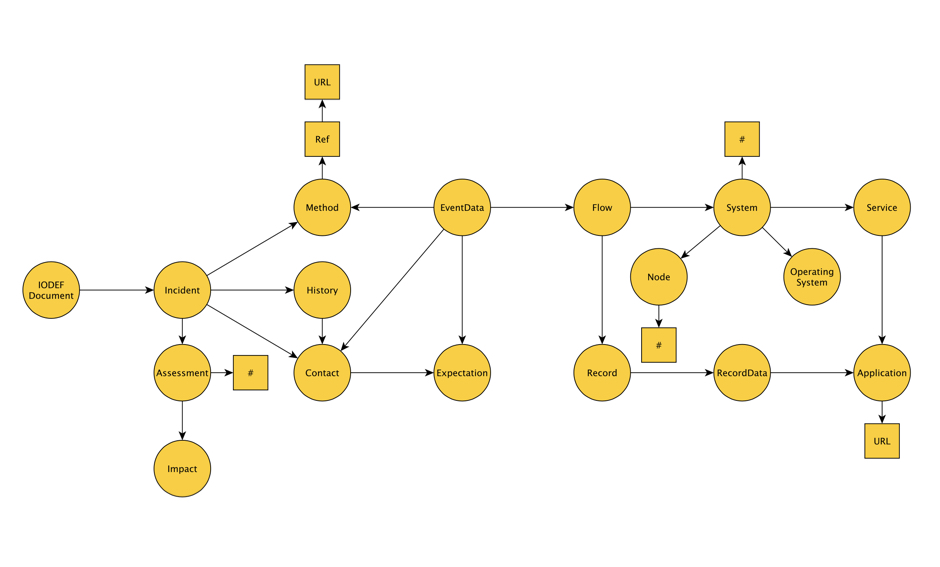 URL
Ref
#
Method
EventData
Flow
System
Service
IODEF
Document
Incident
History
Node
Operating
System
#
Assessment
#
Contact
Expectation
Record
RecordData
Application
URL
Impact